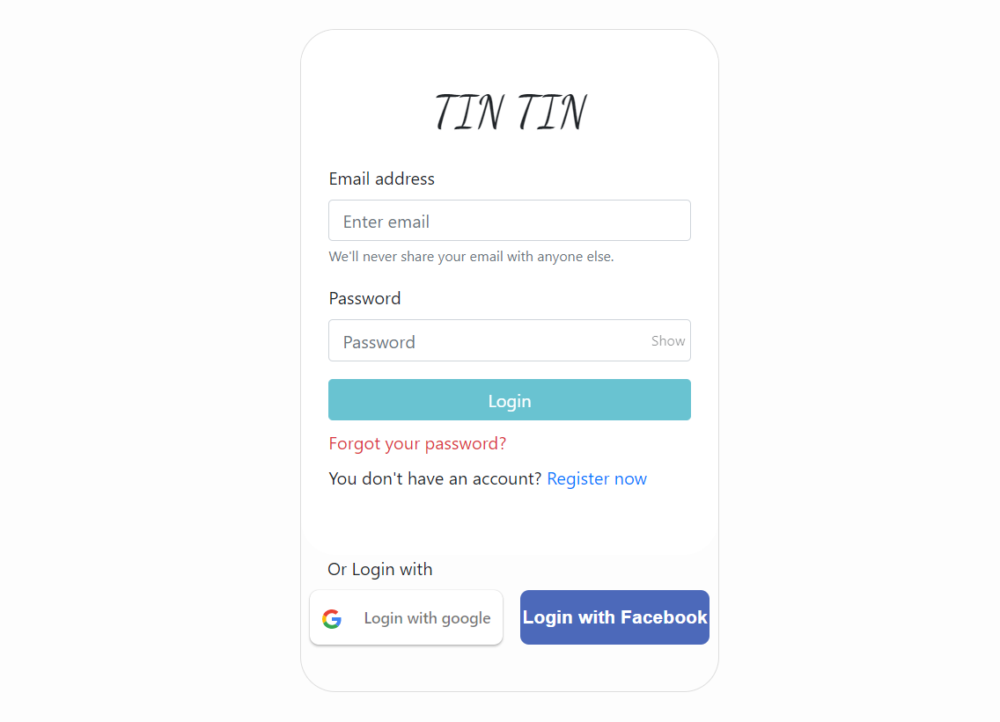 TIN TIN
Email address
Enter email
We'll never share your email with anyone else.
Password
Password Show
Login
Forgot your password?
You don't have an account? Register now
Or Login with
Login with google Login with Facebook